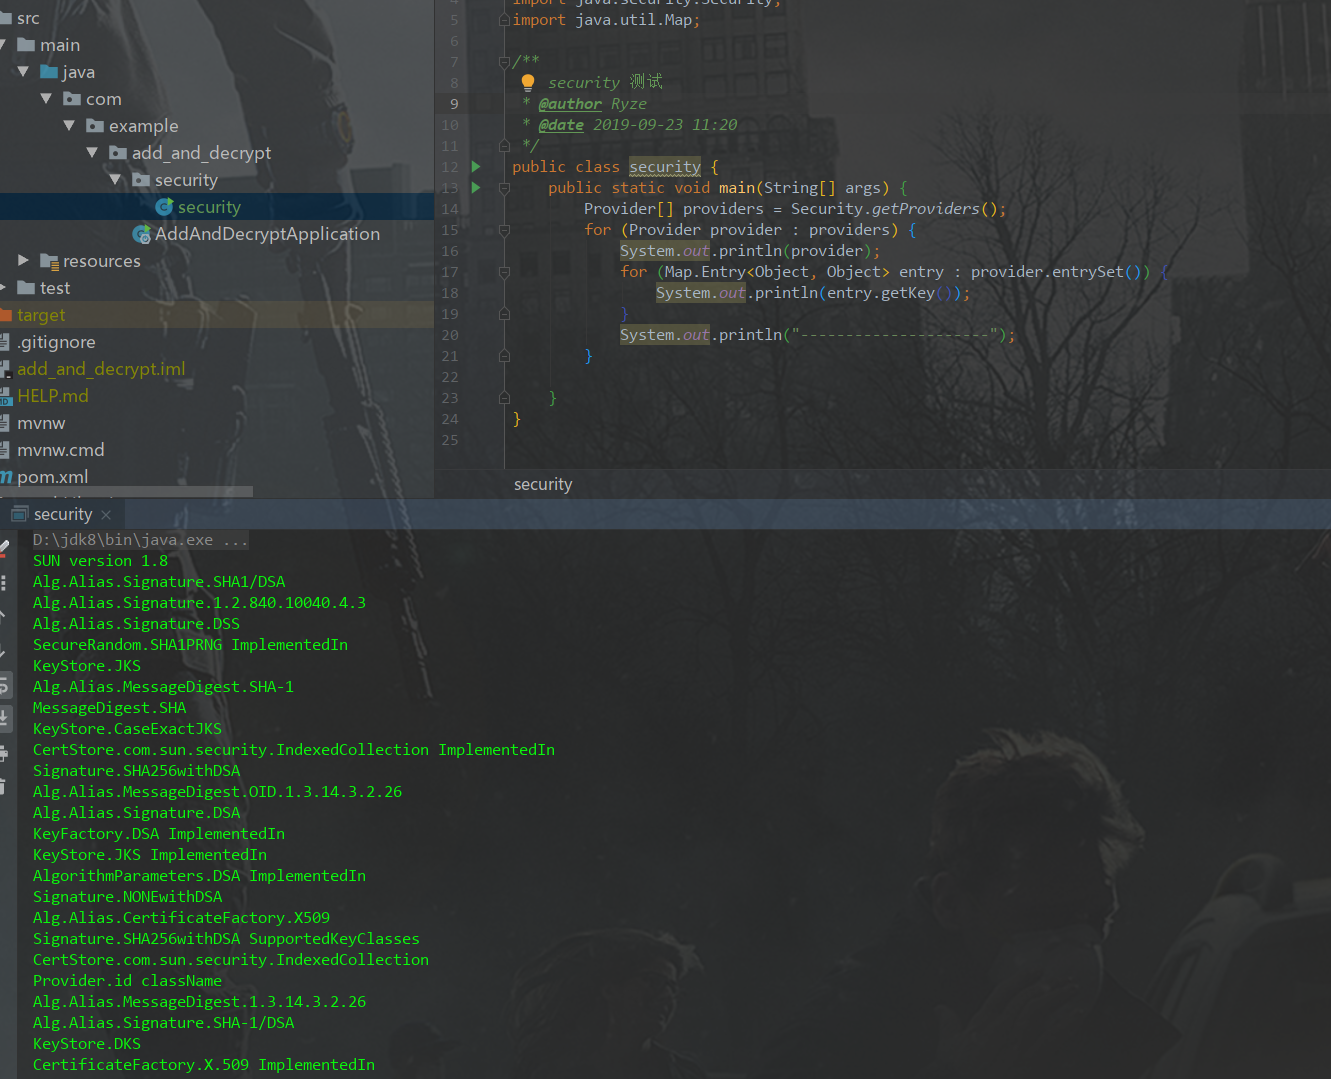 src
main
java
com
example
add_and_decrypt
security
security
AddAndDecryptApplication
resources
test
target
.gitignore
add_and_decrypt.iml
HELP.md
mvnw
mvnw.cmd
pom.xml
import java.security.Security;
5 import java.util.Map;
6
7 /**
8 security 测试
9 * @author Ryze
10 * @date 2019-09-23 11:20
11 */
12 public class security {
13 public static void main(String[] args) {
14 Provider[] providers = Security.getProviders();
15 for (Provider provider : providers) {
16 System.out.println(provider);
17 for (Map.Entry<Object, Object> entry : provider.entrySet()) {
18 System.out.println(entry.getKey());
19 }
20 System.out.println("---------------------");
21 }
22
23 }
24 }
25
security
security ×
D:\jdk8\bin\java.exe ...
SUN version 1.8
Alg.Alias.Signature.SHA1/DSA
Alg.Alias.Signature.1.2.840.10040.4.3
Alg.Alias.Signature.DSS
SecureRandom.SHA1PRNG ImplementedIn
KeyStore.JKS
Alg.Alias.MessageDigest.SHA-1
MessageDigest.SHA
KeyStore.CaseExactJKS
CertStore.com.sun.security.IndexedCollection ImplementedIn
Signature.SHA256withDSA
Alg.Alias.MessageDigest.OID.1.3.14.3.2.26
Alg.Alias.Signature.DSA
KeyFactory.DSA ImplementedIn
KeyStore.JKS ImplementedIn
AlgorithmParameters.DSA ImplementedIn
Signature.NONEwithDSA
Alg.Alias.CertificateFactory.X509
Signature.SHA256withDSA SupportedKeyClasses
CertStore.com.sun.security.IndexedCollection
Provider.id className
Alg.Alias.MessageDigest.1.3.14.3.2.26
Alg.Alias.Signature.SHA-1/DSA
KeyStore.DKS
CertificateFactory.X.509 ImplementedIn